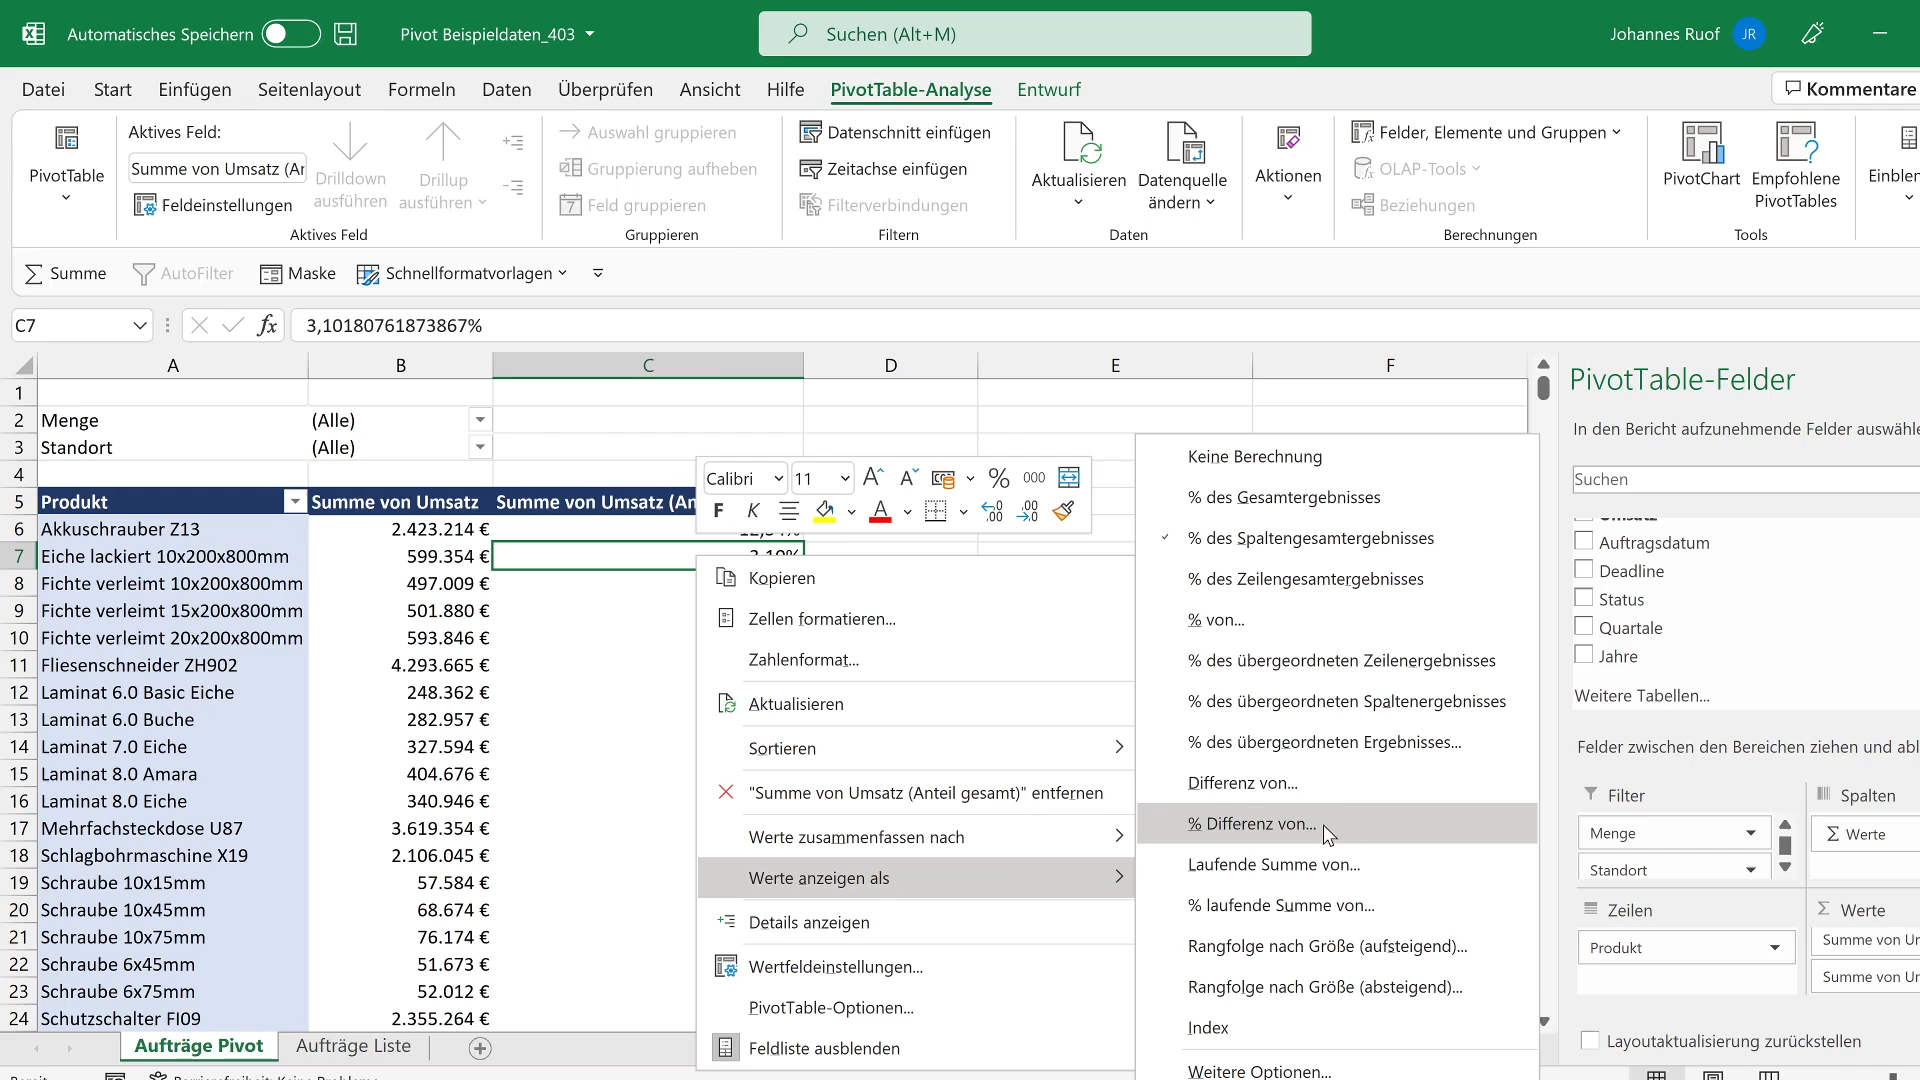 Automatisches Speichern
Pivot Beispieldaten_403
Suchen (Alt+M)
Johannes Ruof
JR
Datei
Start
Einfügen
Seitenlayout
Formeln
Daten
Überprüfen
Ansicht
Hilfe
PivotTable-Analyse
Entwurf
Kommentare
PivotTable
Aktives Feld:
Summe von Umsatz (An
Feldeinstellungen
Drilldown
ausführen
Drillup
ausführen
Aktives Feld
Auswahl gruppieren
Gruppierung aufheben
Feld gruppieren
Gruppieren
Datenschnitt einfügen
Zeitachse einfügen
Filterverbindungen
Filtern
Aktualisieren
Datenquelle
ändern
Daten
Aktionen
Felder, Elemente und Gruppen
OLAP-Tools
Beziehungen
Berechnungen
PivotChart
Empfohlene
PivotTables
Tools
Einblen
Summe
AutoFilter
Maske
Schnellformatvorlagen
C7
fx
3,10180761873867%
A B C D E F
1
2 Menge (Alle)
3 Standort (Alle)
4
5 Produkt Summe von Umsatz Summe von Umsatz (An
6 Akkuschrauber Z13 2.423.214 €
7 Eiche lackiert 10x200x800mm 599.354 €
8 Fichte verleimt 10x200x800mm 497.009 €
9 Fichte verleimt 15x200x800mm 501.880 €
10 Fichte verleimt 20x200x800mm 593.846 €
11 Fliesenschneider ZH902 4.293.665 €
12 Laminat 6.0 Basic Eiche 248.362 €
13 Laminat 6.0 Buche 282.957 €
14 Laminat 7.0 Eiche 327.594 €
15 Laminat 8.0 Amara 404.676 €
16 Laminat 8.0 Eiche 340.946 €
17 Mehrfachsteckdose U87 3.619.354 €
18 Schlagbohrmaschine X19 2.106.045 €
19 Schraube 10x15mm 57.584 €
20 Schraube 10x45mm 68.674 €
21 Schraube 10x75mm 76.174 €
22 Schraube 6x45mm 51.673 €
23 Schraube 6x75mm 52.012 €
24 Schutzschalter FI09 2.355.264 €
Calibri 11 A A % 000
F K A
Kopieren
Zellen formatieren...
Zahlenformat...
Aktualisieren
Sortieren
"Summe von Umsatz (Anteil gesamt)" entfernen
Werte zusammenfassen nach
Werte anzeigen als
Details anzeigen
Wertfeldeinstellungen...
PivotTable-Optionen...
Feldliste ausblenden
Keine Berechnung
% des Gesamtergebnisses
% des Spaltengesamtergebnisses
% des Zeilengesamtergebnisses
% von...
% des übergeordneten Zeilenergebnisses
% des übergeordneten Spaltenergebnisses
% des übergeordneten Ergebnisses...
Differenz von...
% Differenz von...
Laufende Summe von...
% laufende Summe von...
Rangfolge nach Größe (aufsteigend)...
Rangfolge nach Größe (absteigend)...
Index
Weitere Optionen...
PivotTable-Felder
In den Bericht aufzunehmende Felder auswähle
Suchen
Umsatz
Auftragsdatum
Deadline
Status
Quartale
Jahre
Weitere Tabellen...
Felder zwischen den Bereichen ziehen und abl
Filter
Menge
Standort
Spalten
Σ Werte
Zeilen
Produkt
Σ Werte
Summe von Un
Summe von Un
Layoutaktualisierung zurückstellen
Aufträge Pivot
Aufträge Liste